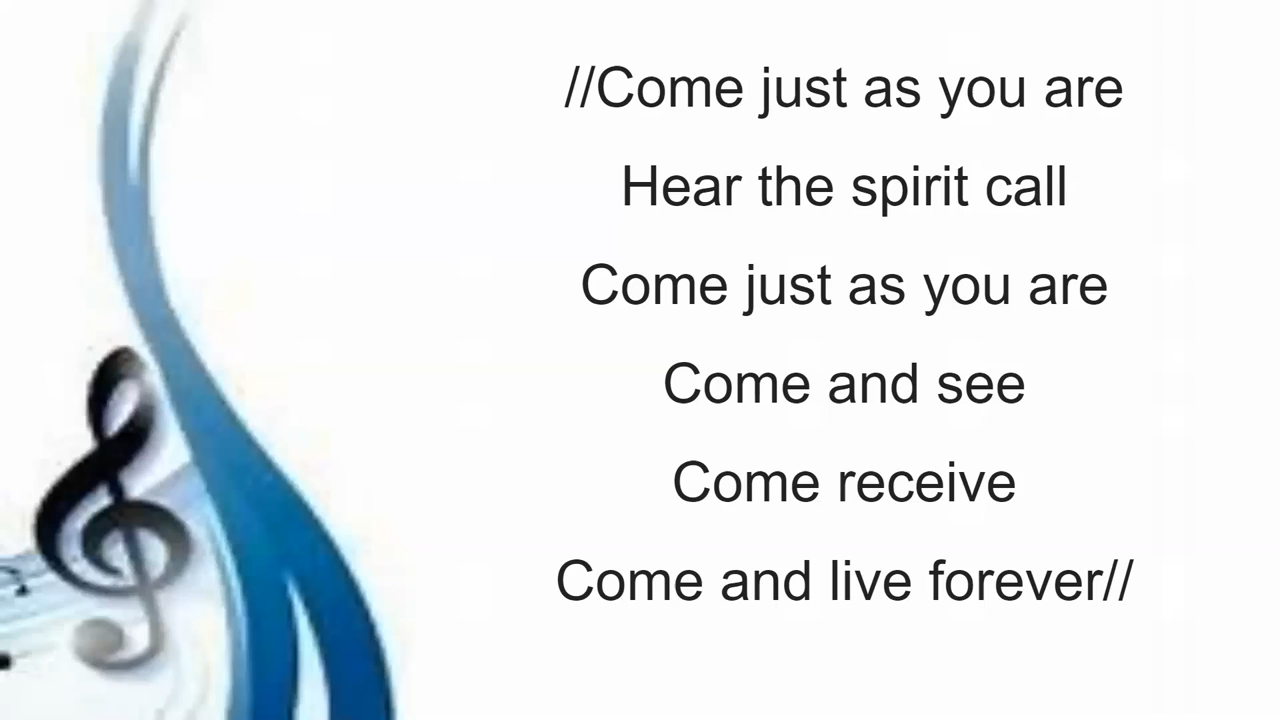 //Come just as you are
Hear the spirit call
Come just as you are
Come and see
Come receive
Come and live forever//